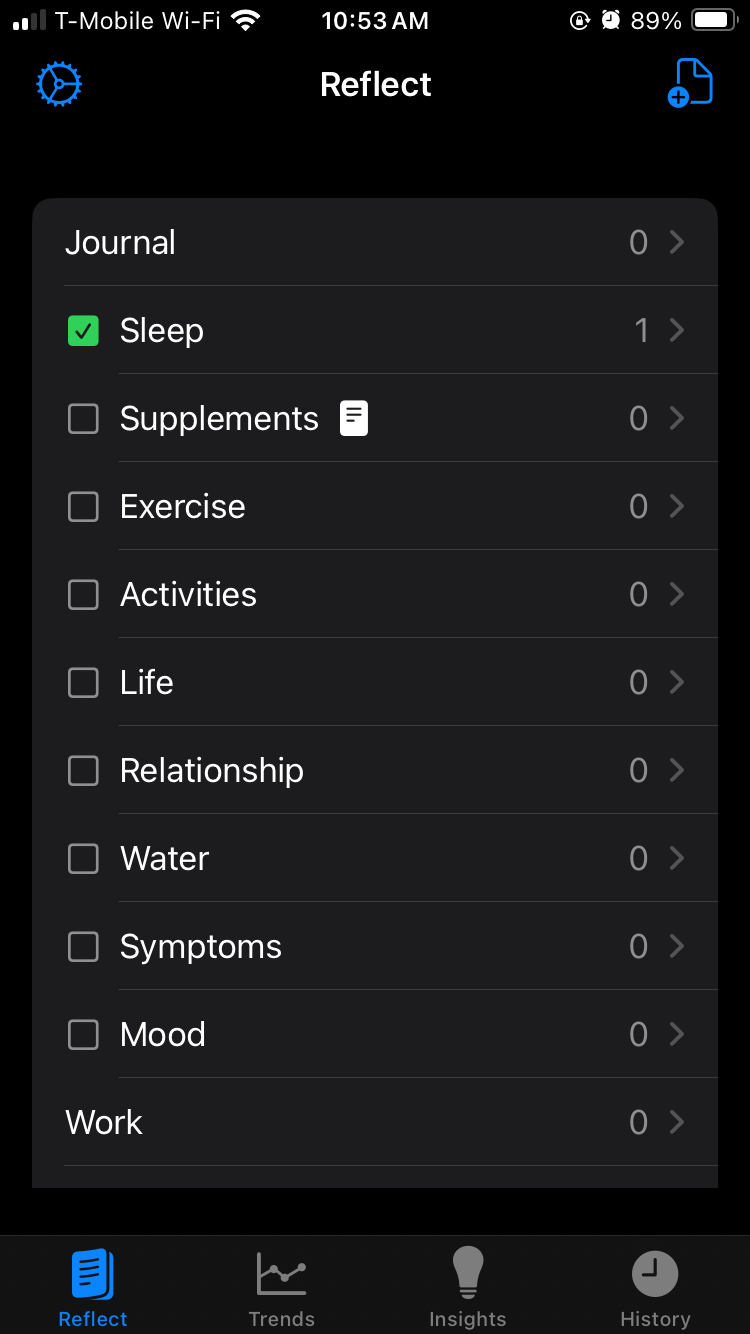 T-Mobile Wi-Fi 10:53 AM 89%
Reflect
Journal 0
Sleep 1
Supplements 0
Exercise 0
Activities 0
Life 0
Relationship 0
Water 0
Symptoms 0
Mood 0
Work 0
Reflect Trends Insights History